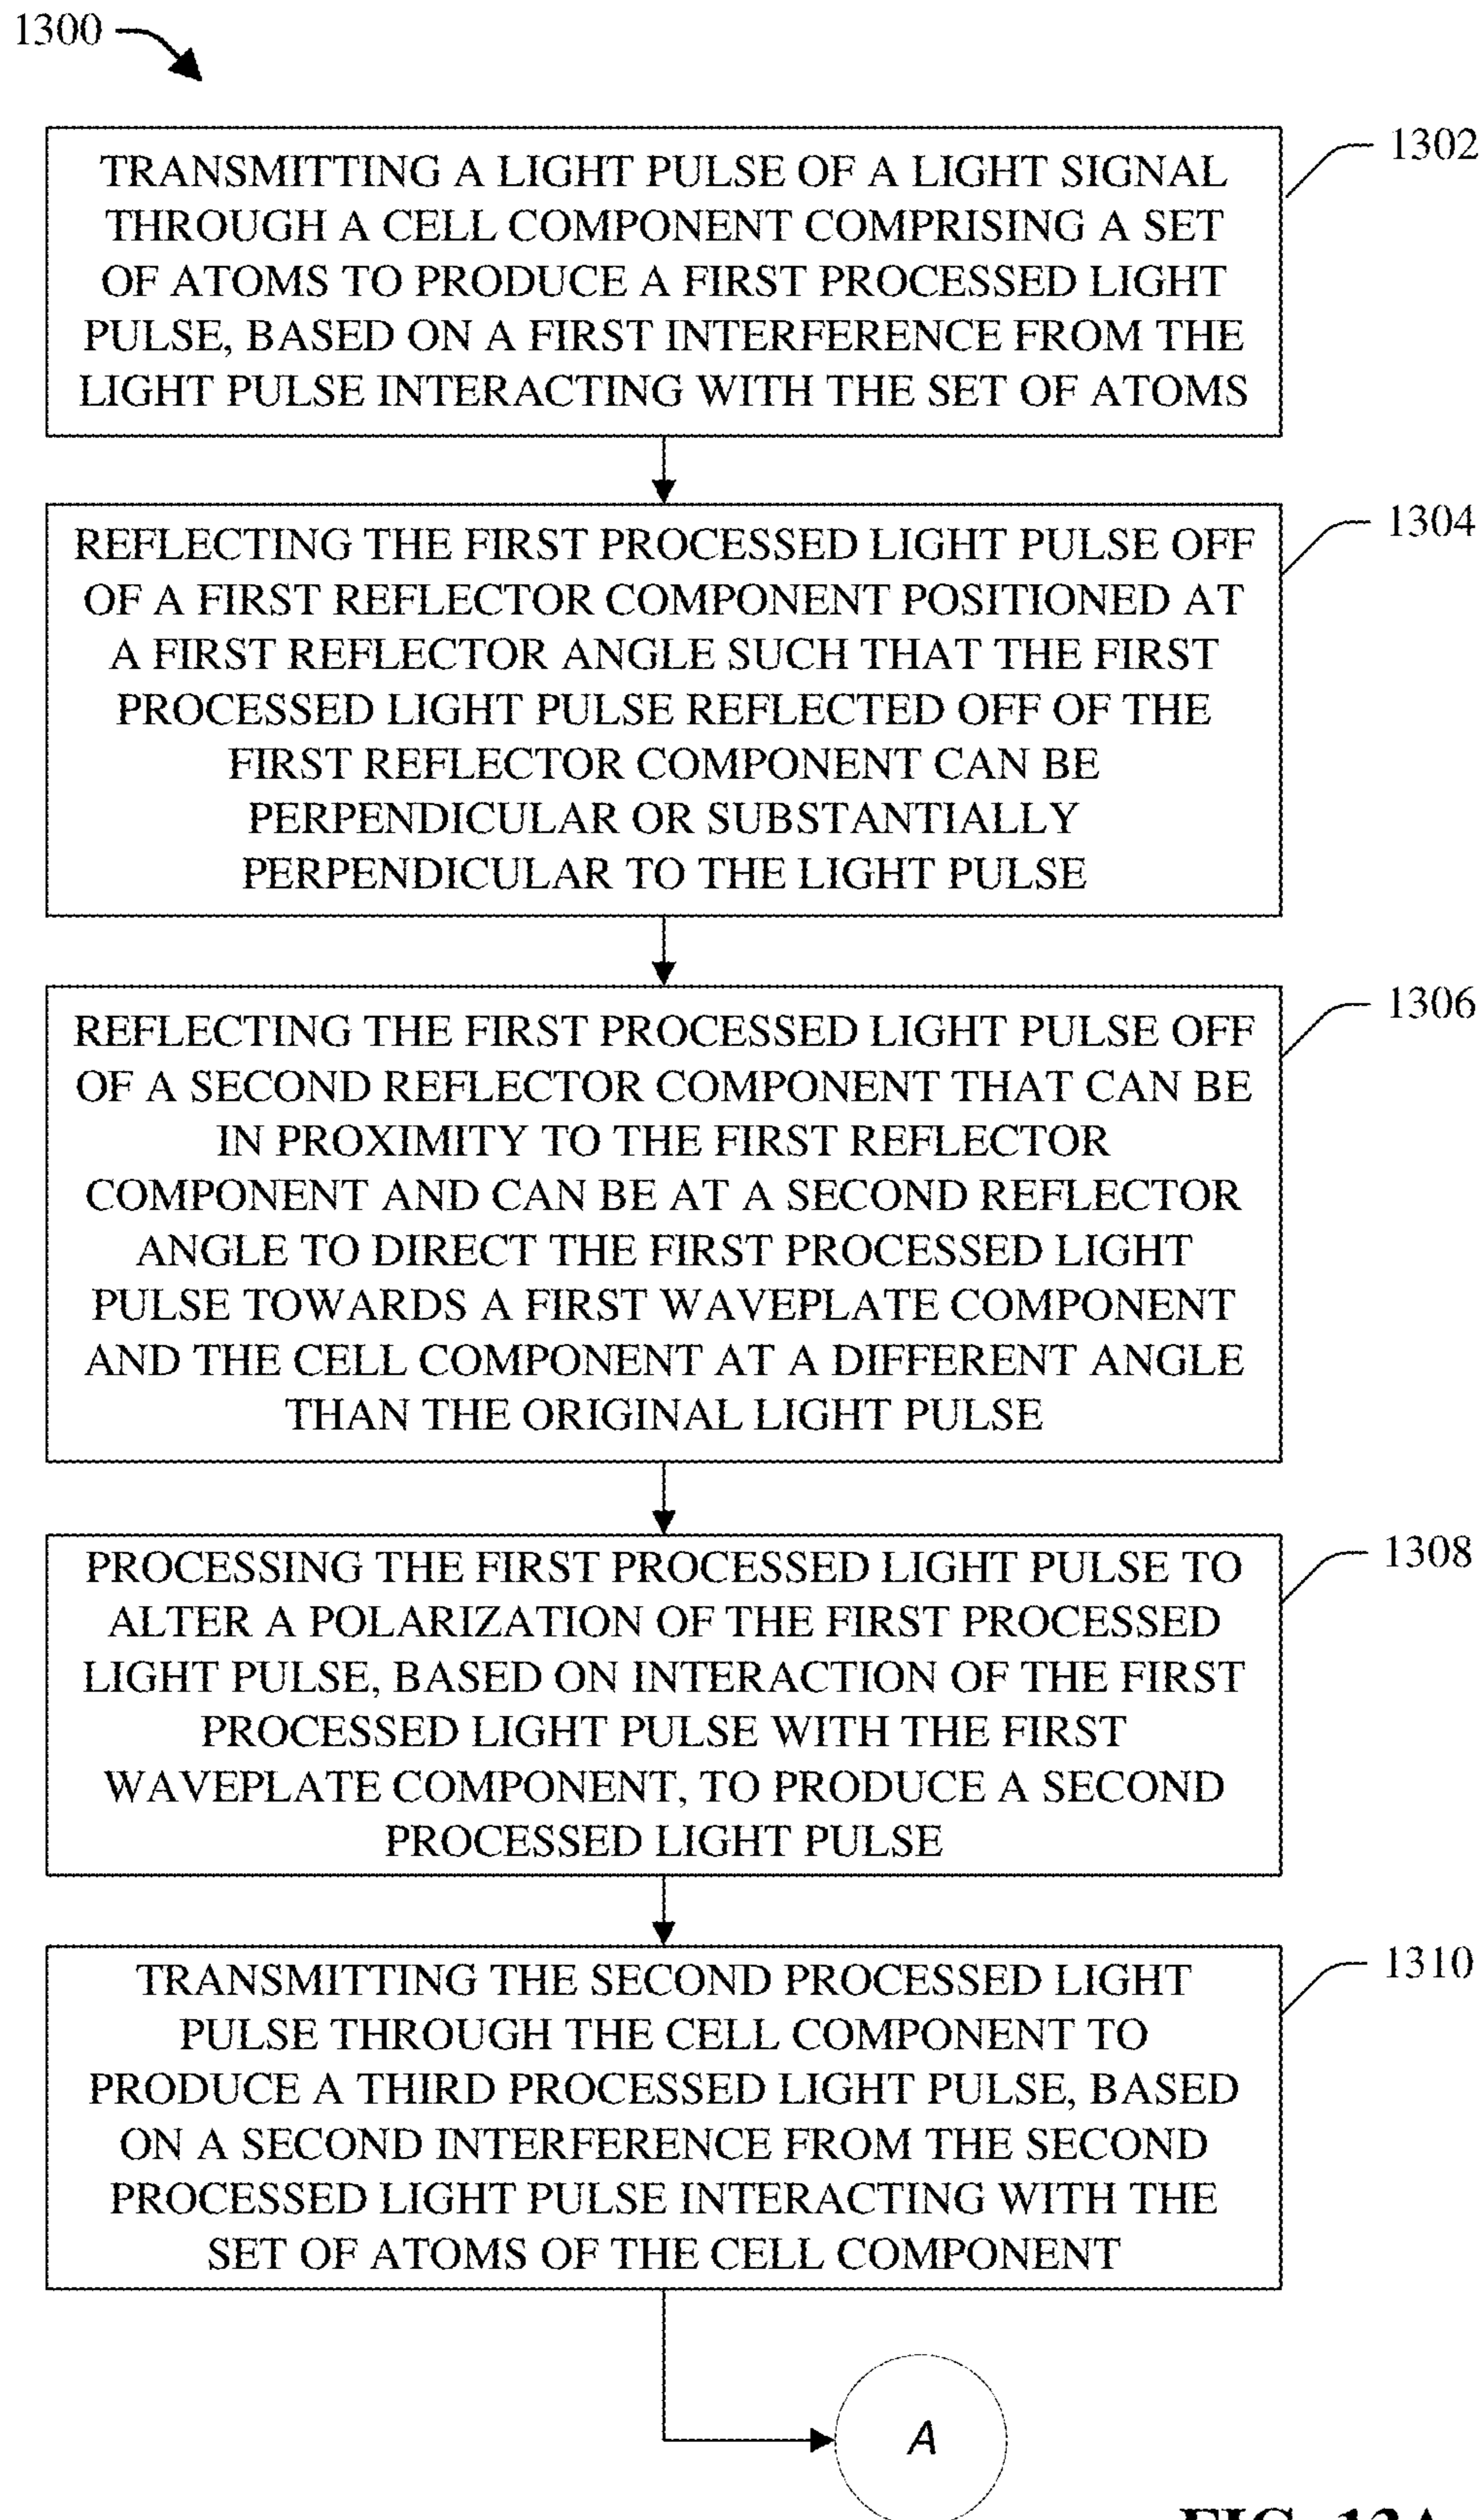 1300
TRANSMITTING A LIGHT PULSE OF A LIGHT SIGNAL
THROUGH A CELL COMPONENT COMPRISING A SET
OF ATOMS TO PRODUCE A FIRST PROCESSED LIGHT
PULSE, BASED ON A FIRST INTERFERENCE FROM THE
LIGHT PULSE INTERACTING WITH THE SET OF ATOMS
1302
REFLECTING THE FIRST PROCESSED LIGHT PULSE OFF
OF A FIRST REFLECTOR COMPONENT POSITIONED AT
A FIRST REFLECTOR ANGLE SUCH THAT THE FIRST
PROCESSED LIGHT PULSE REFLECTED OFF OF THE
FIRST REFLECTOR COMPONENT CAN BE
PERPENDICULAR OR SUBSTANTIALLY
PERPENDICULAR TO THE LIGHT PULSE
1304
REFLECTING THE FIRST PROCESSED LIGHT PULSE OFF
OF A SECOND REFLECTOR COMPONENT THAT CAN BE
IN PROXIMITY TO THE FIRST REFLECTOR
COMPONENT AND CAN BE AT A SECOND REFLECTOR
ANGLE TO DIRECT THE FIRST PROCESSED LIGHT
PULSE TOWARDS A FIRST WAVEPLATE COMPONENT
AND THE CELL COMPONENT AT A DIFFERENT ANGLE
THAN THE ORIGINAL LIGHT PULSE
1306
PROCESSING THE FIRST PROCESSED LIGHT PULSE TO
ALTER A POLARIZATION OF THE FIRST PROCESSED
LIGHT PULSE, BASED ON INTERACTION OF THE FIRST
PROCESSED LIGHT PULSE WITH THE FIRST
WAVEPLATE COMPONENT, TO PRODUCE A SECOND
PROCESSED LIGHT PULSE
1308
TRANSMITTING THE SECOND PROCESSED LIGHT
PULSE THROUGH THE CELL COMPONENT TO
PRODUCE A THIRD PROCESSED LIGHT PULSE, BASED
ON A SECOND INTERFERENCE FROM THE SECOND
PROCESSED LIGHT PULSE INTERACTING WITH THE
SET OF ATOMS OF THE CELL COMPONENT
1310
A